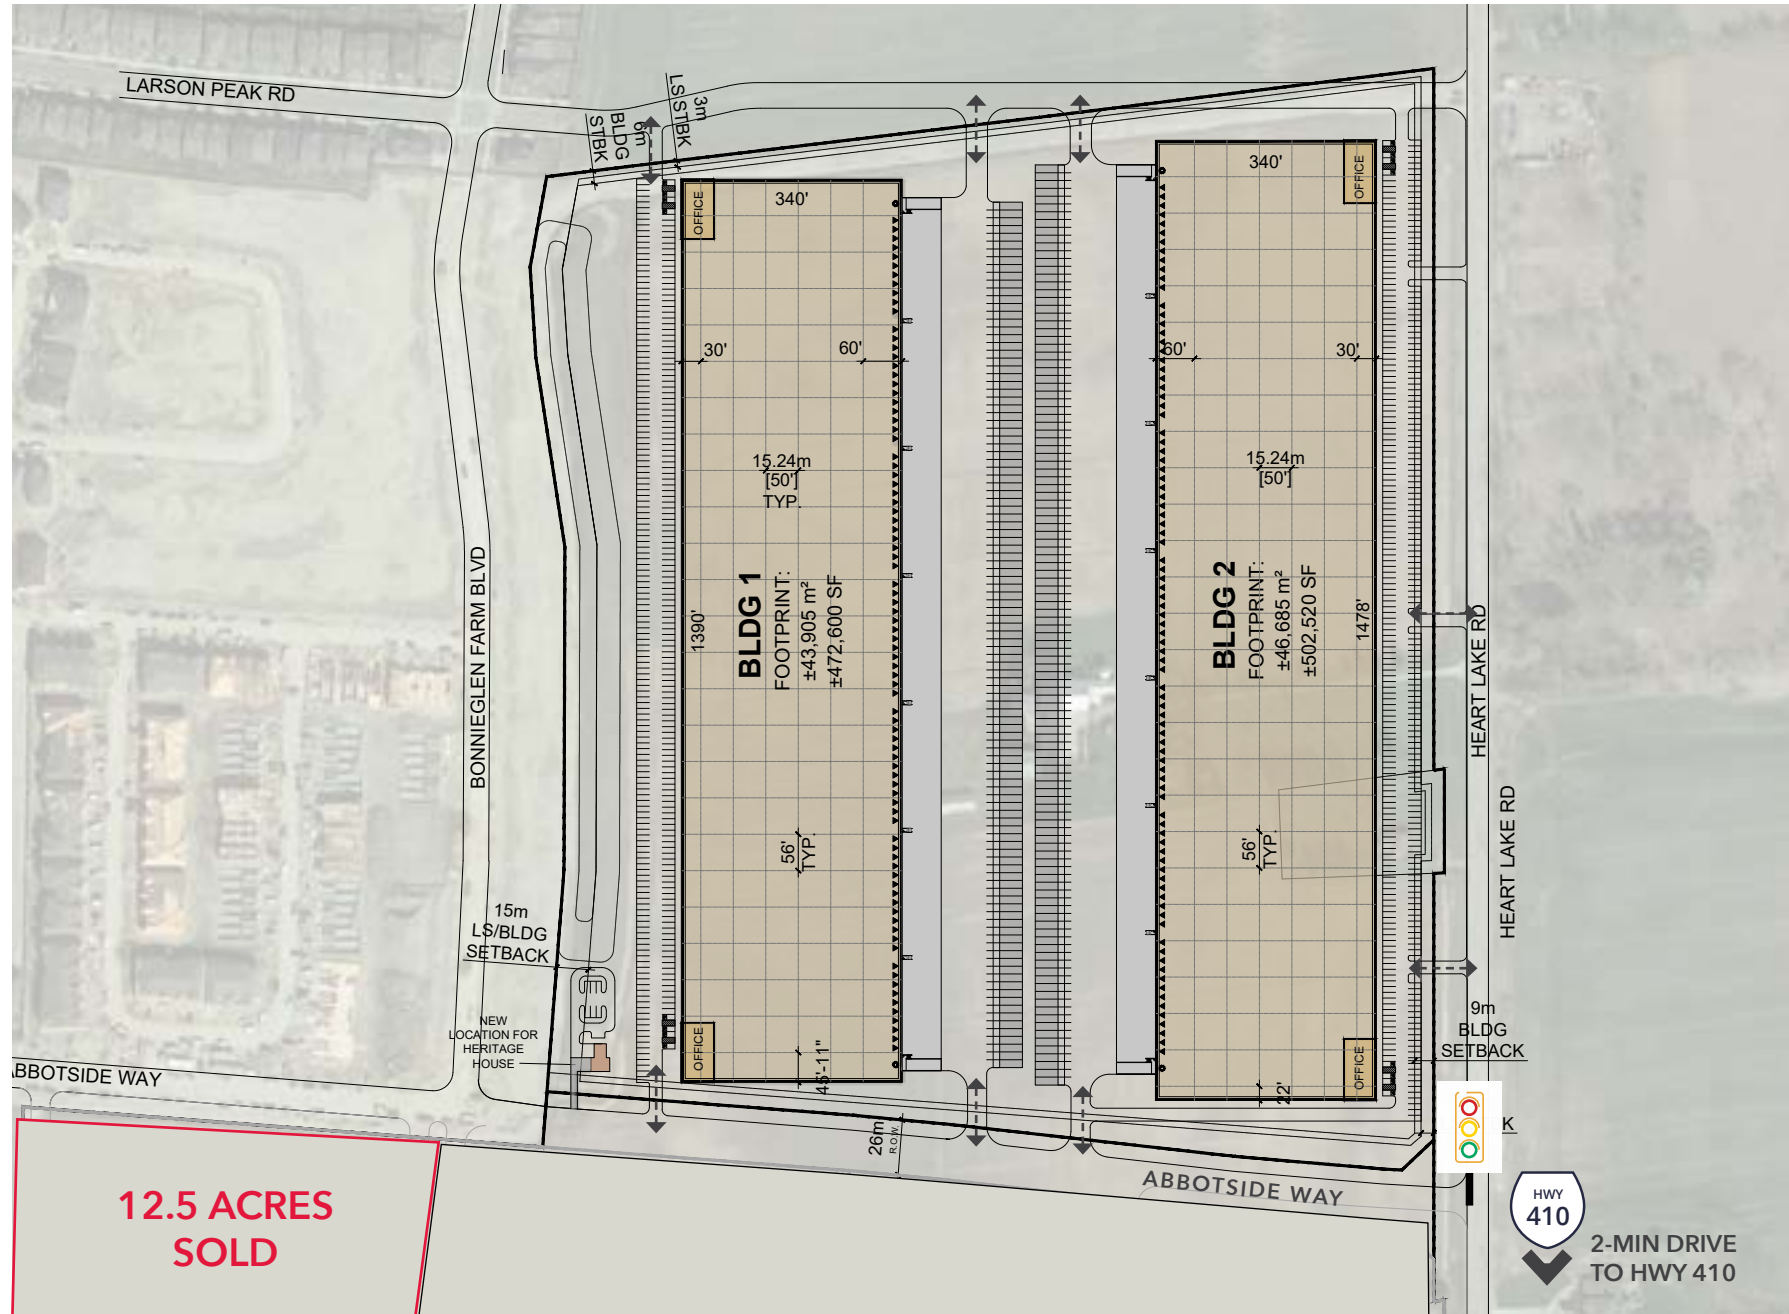 LARSON PEAK RD
3m
LS STBK
6m
BLDG
STBK
340'
OFFICE
340'
OFFICE
30'
60'
60'
30'
15.24m
[50']
TYP.
15.24m
[50']
BLDG 1
FOOTPRINT:
±43,905 m²
±472,600 SF
1390'
BLDG 2
FOOTPRINT:
±46,685 m²
±502,520 SF
1478'
BONNIEGLEN FARM BLVD
HEART LAKE RD
HEART LAKE RD
56'
TYP.
56'
TYP.
15m
LS/BLDG
SETBACK
NEW
LOCATION FOR
HERITAGE
HOUSE
OFFICE
45'-11"
OFFICE
22'
9m
BLDG
SETBACK
K
ABBOTSIDE WAY
26m
R.O.W.
ABBOTSIDE WAY
12.5 ACRES
SOLD
HWY
410
2-MIN DRIVE
TO HWY 410